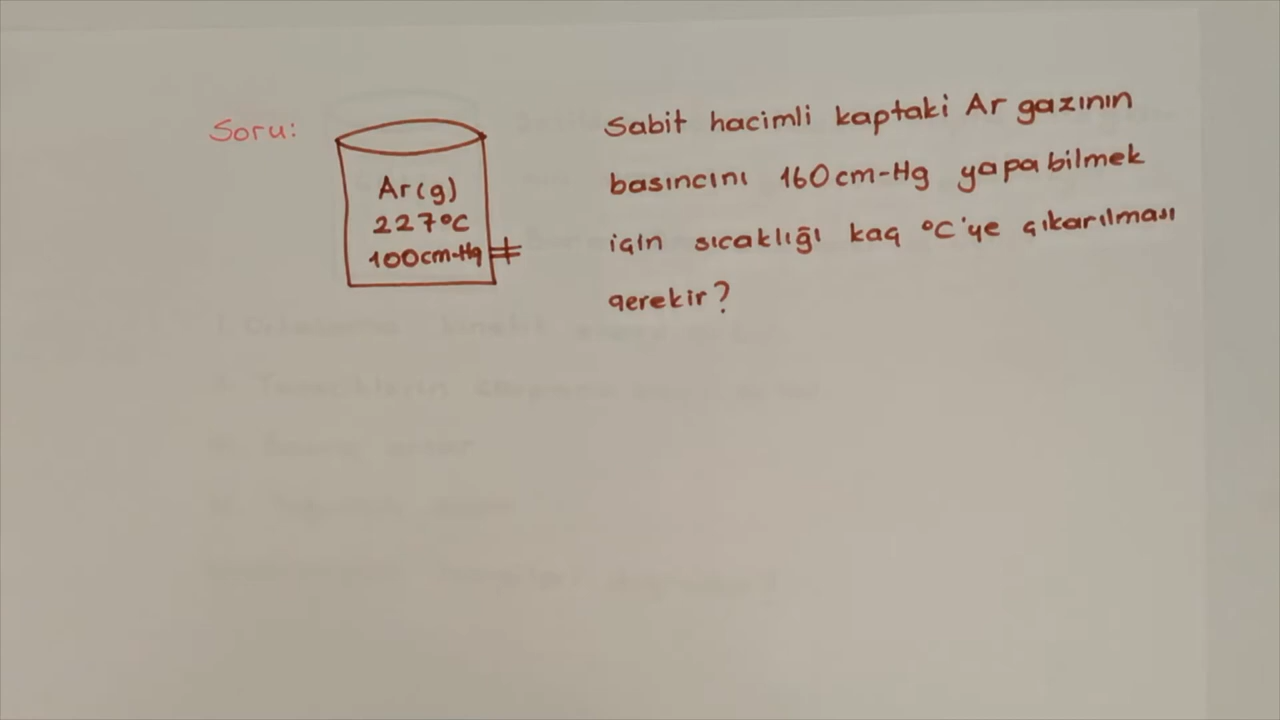 Soru:
Ar(g)
227°C
100cm-Hg
Sabit hacimli kaptaki Ar gazının
basıncını 160cm-Hg yapabilmek
için sıcaklığı kaç °C'ye çıkarılması
gerekir?